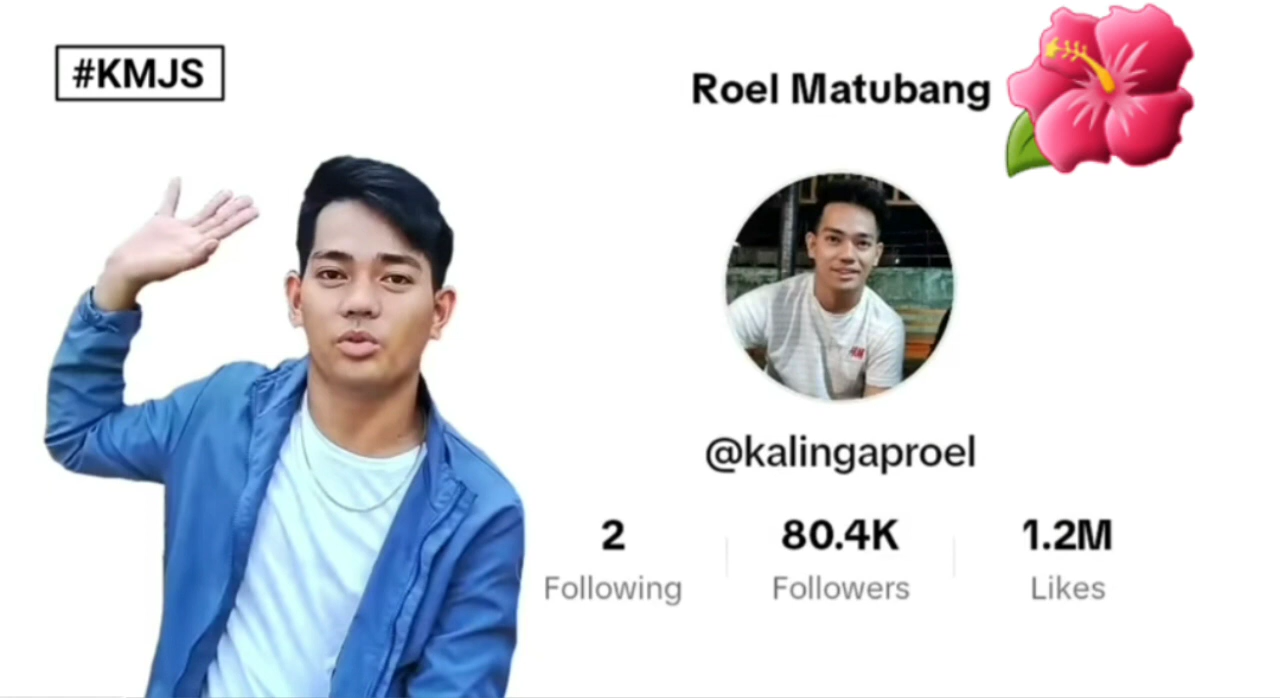 #KMJS
Roel Matubang
@kalingaproel
2
Following
80.4K
Followers
1.2M
Likes